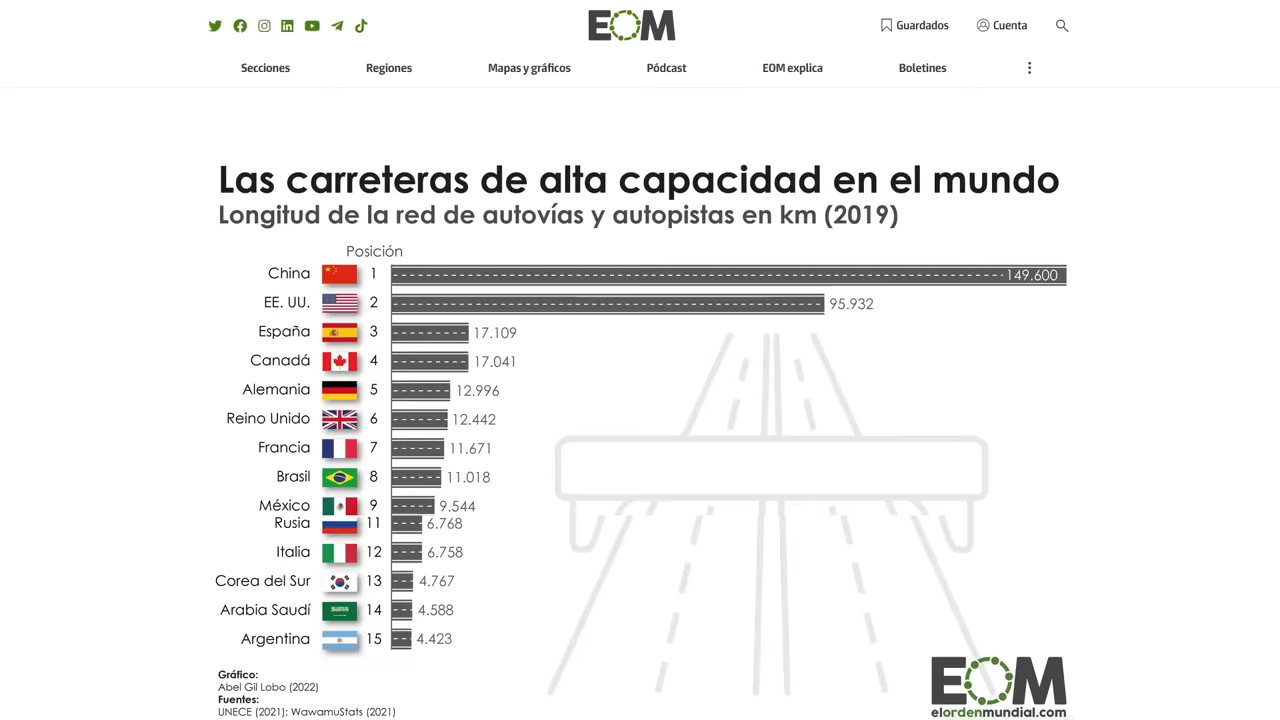 EOM
Guardados
Cuenta
Secciones
Regiones
Mapas y gráficos
Pódcast
EOM explica
Boletines
Las carreteras de alta capacidad en el mundo
Longitud de la red de autovías y autopistas en km (2019)
Posición
China 1 149.600
EE. UU. 2 95.932
España 3 17.109
Canadá 4 17.041
Alemania 5 12.996
Reino Unido 6 12.442
Francia 7 11.671
Brasil 8 11.018
México 9 9.544
Rusia 11 6.768
Italia 12 6.758
Corea del Sur 13 4.767
Arabia Saudí 14 4.588
Argentina 15 4.423
Gráfico:
Abel Gil Lobo (2022)
Fuentes:
UNECE (2021); WawamuStats (2021)
EOM
elordenmundial.com